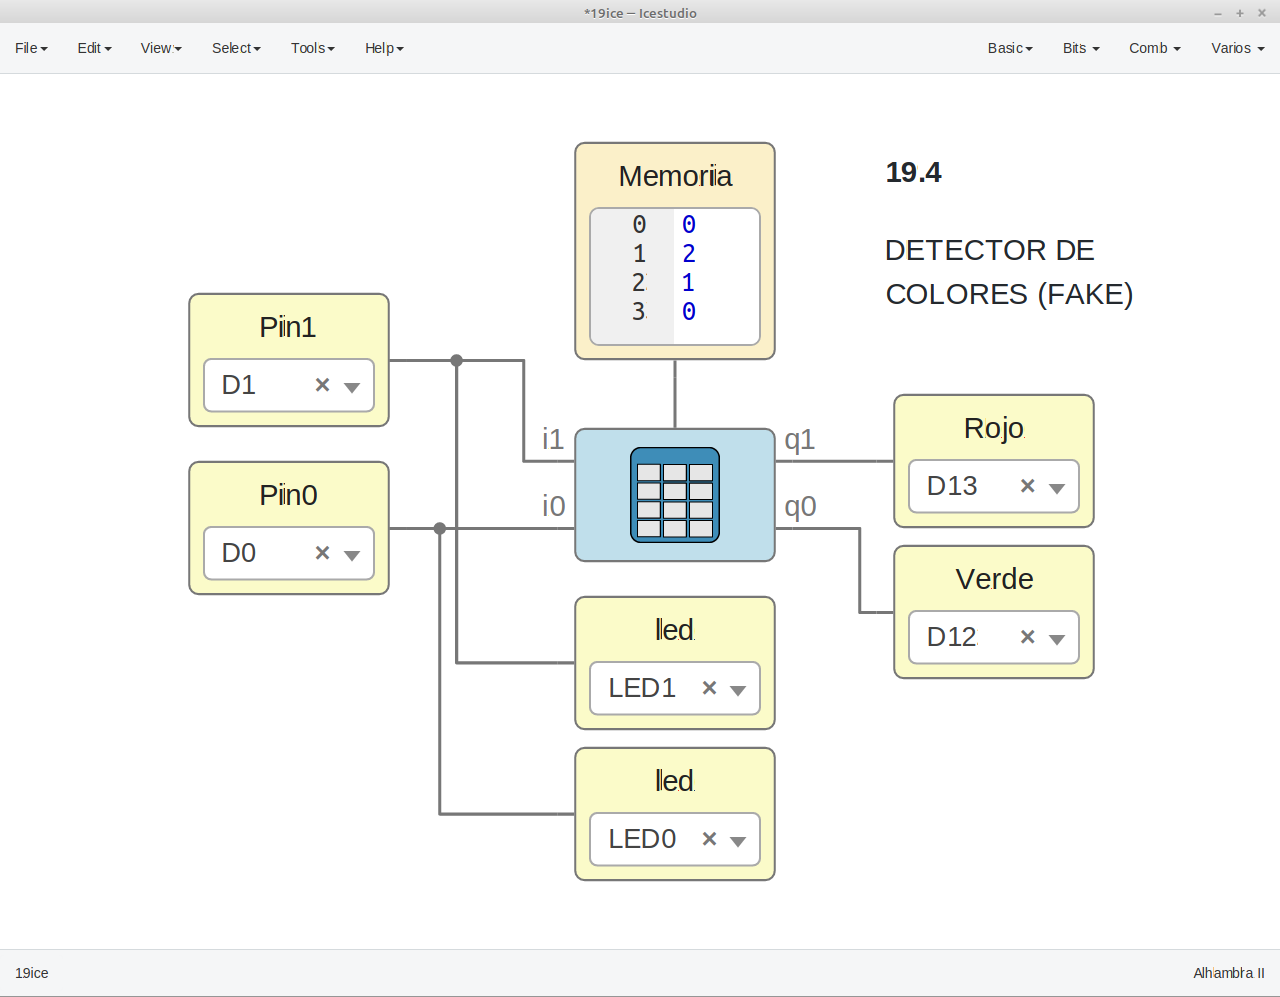 *19ice – Icestudio
File Edit View Select Tools Help Basic Bits Comb Varios
Memoria
0 0
1 2
2 1
3 0
19.4
DETECTOR DE
COLORES (FAKE)
Pin1
D1 ×
Pin0
D0 ×
i1
i0
q1
q0
Rojo
D13 ×
Verde
D12 ×
led
LED1 ×
led
LED0 ×
19ice
Alhambra II